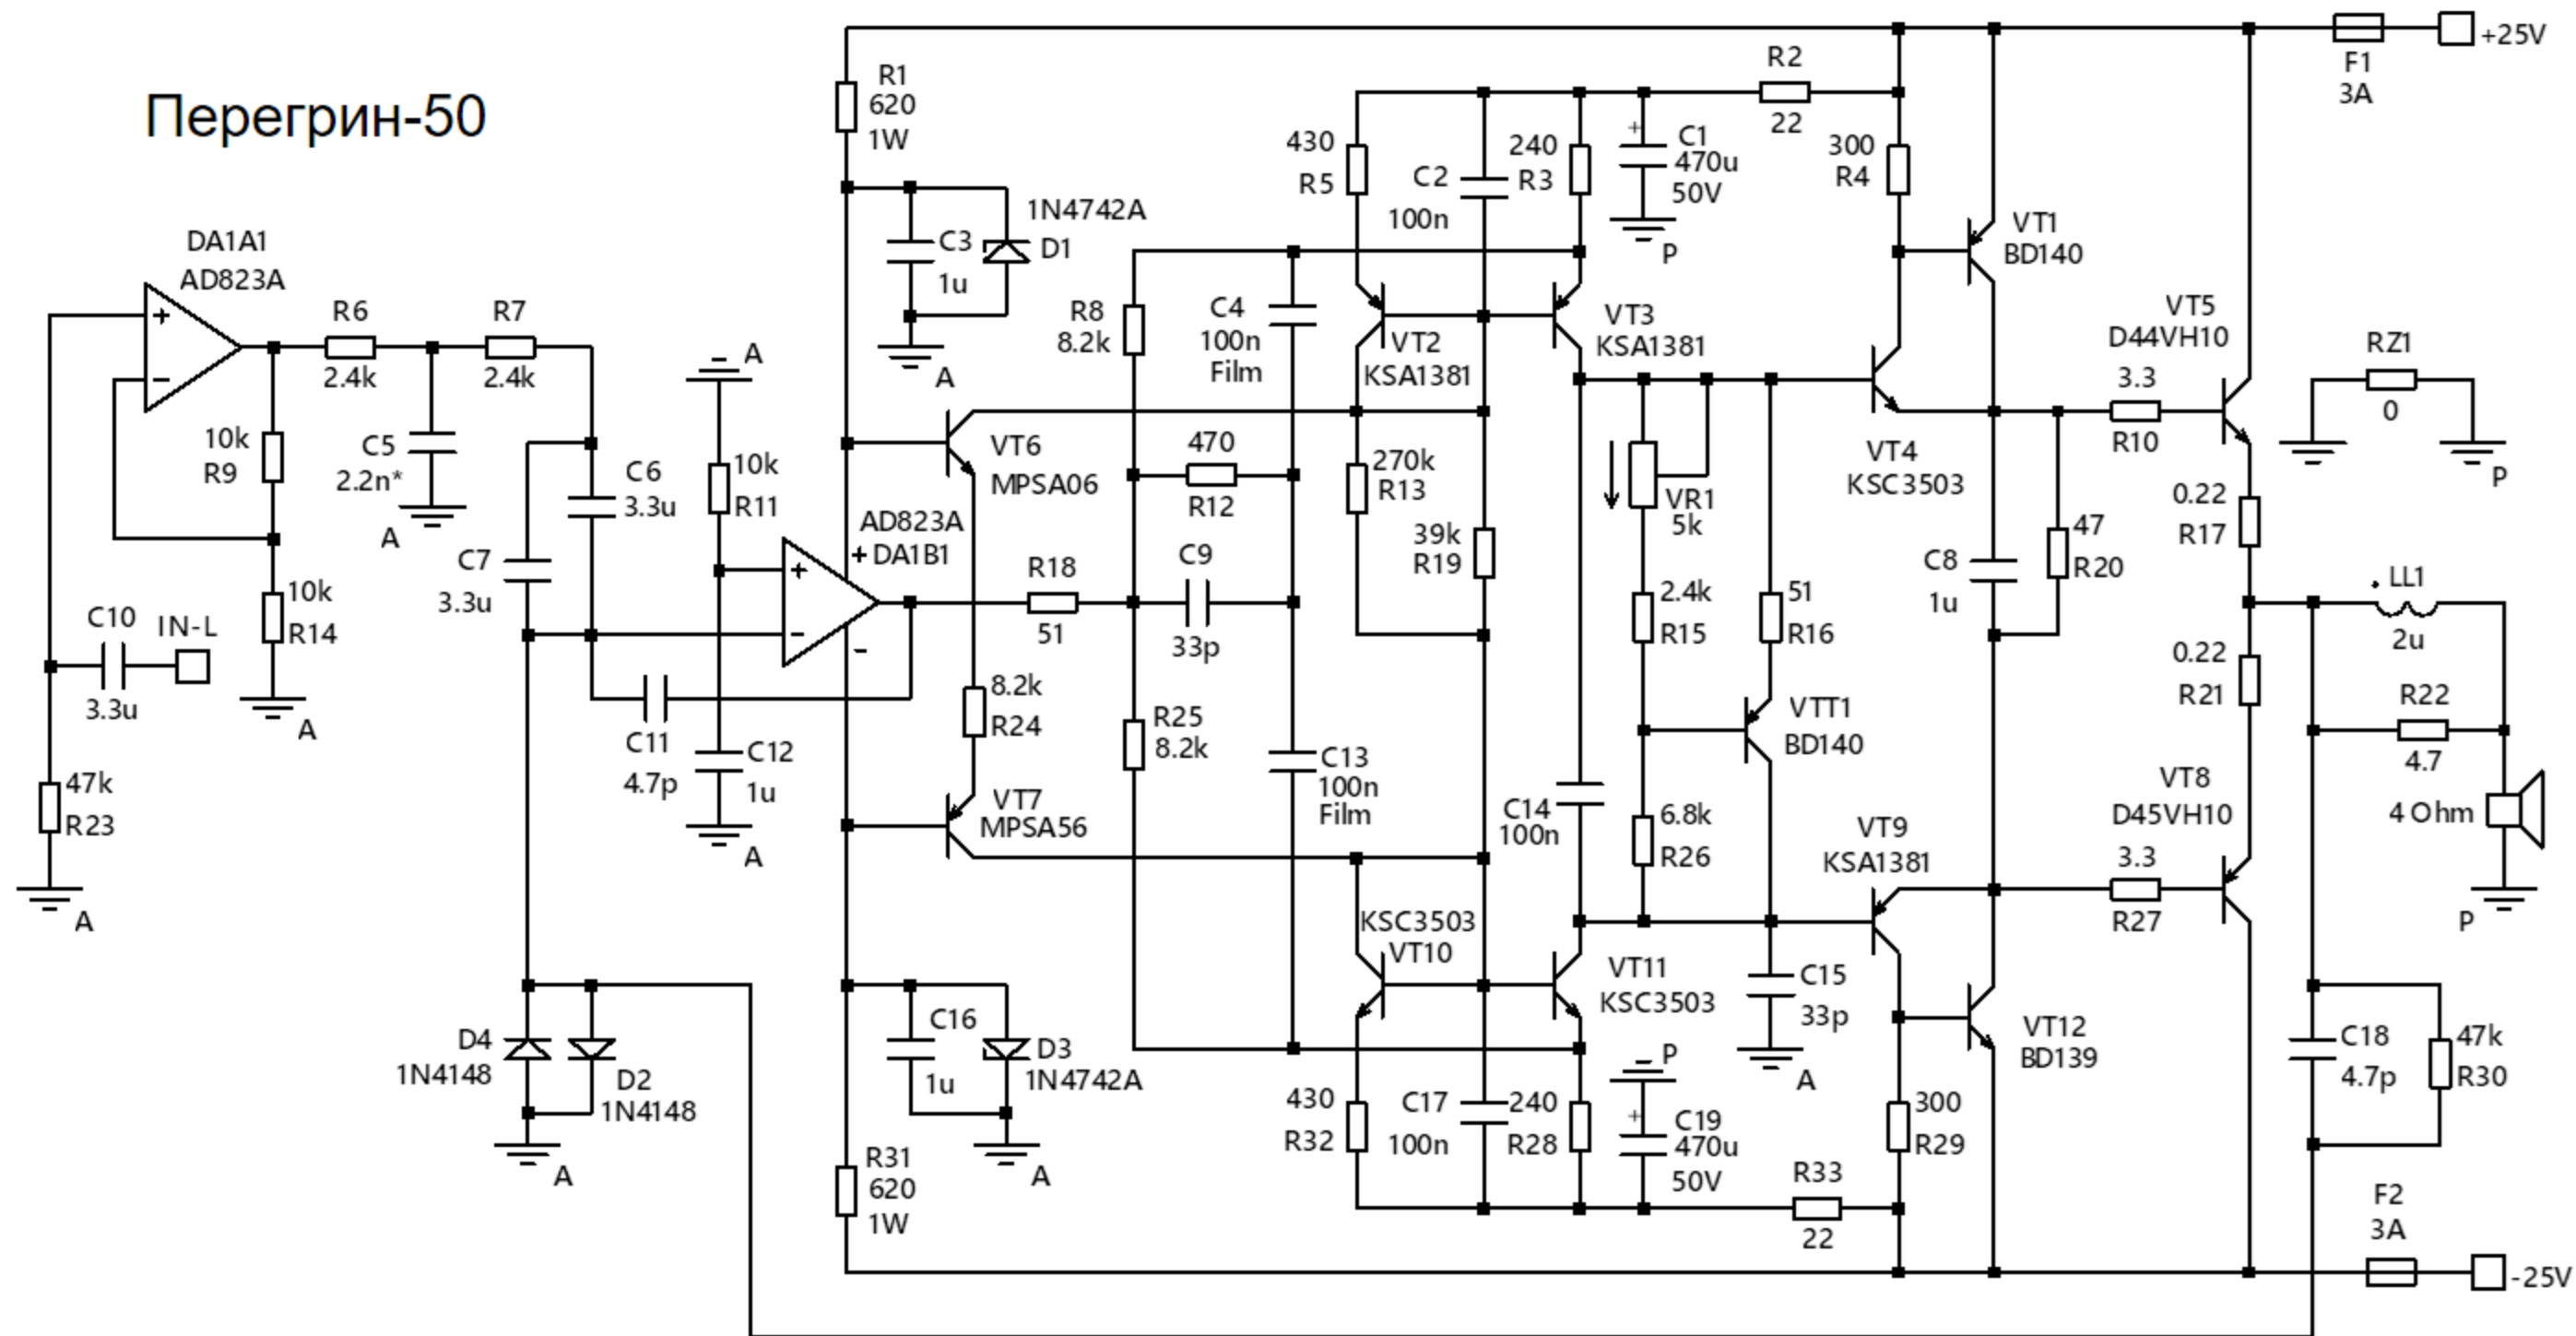 Перегрин-50
+25V
F1
3A
R1
620
1W
R2
22
430
R5
C2
100n
240
R3
+
C1
470u
50V
P
300
R4
VT1
BD140
1N4742A
D1
C3
1u
A
DA1A1
AD823A
+
−
R6
2.4k
R7
2.4k
A
R8
8.2k
C4
100n
Film
VT2
KSA1381
VT3
KSA1381
VT5
D44VH10
RZ1
0
P
3.3
R10
VT4
KSC3503
10k
R9
C5
2.2n*
A
C6
3.3u
10k
R11
VT6
MPSA06
470
R12
270k
R13
VR1
5k
0.22
R17
AD823A
+ DA1B1
+
−
-
C7
3.3u
R18
51
C9
33p
39k
R19
2.4k
R15
51
R16
C8
1u
47
R20
LL1
2u
C10
3.3u
IN-L
10k
R14
A
8.2k
R24
R25
8.2k
0.22
R21
R22
4.7
C11
4.7p
C12
1u
A
C13
100n
Film
C14
100n
VTT1
BD140
6.8k
R26
47k
R23
A
VT7
MPSA56
VT9
KSA1381
VT8
D45VH10
3.3
R27
4 Ohm
P
KSC3503
VT10
VT11
KSC3503
C15
33p
A
VT12
BD139
C18
4.7p
47k
R30
D4
1N4148
D2
1N4148
A
C16
1u
D3
1N4742A
A
430
R32
C17
100n
240
R28
P
+
C19
470u
50V
300
R29
R31
620
1W
R33
22
F2
3A
-25V